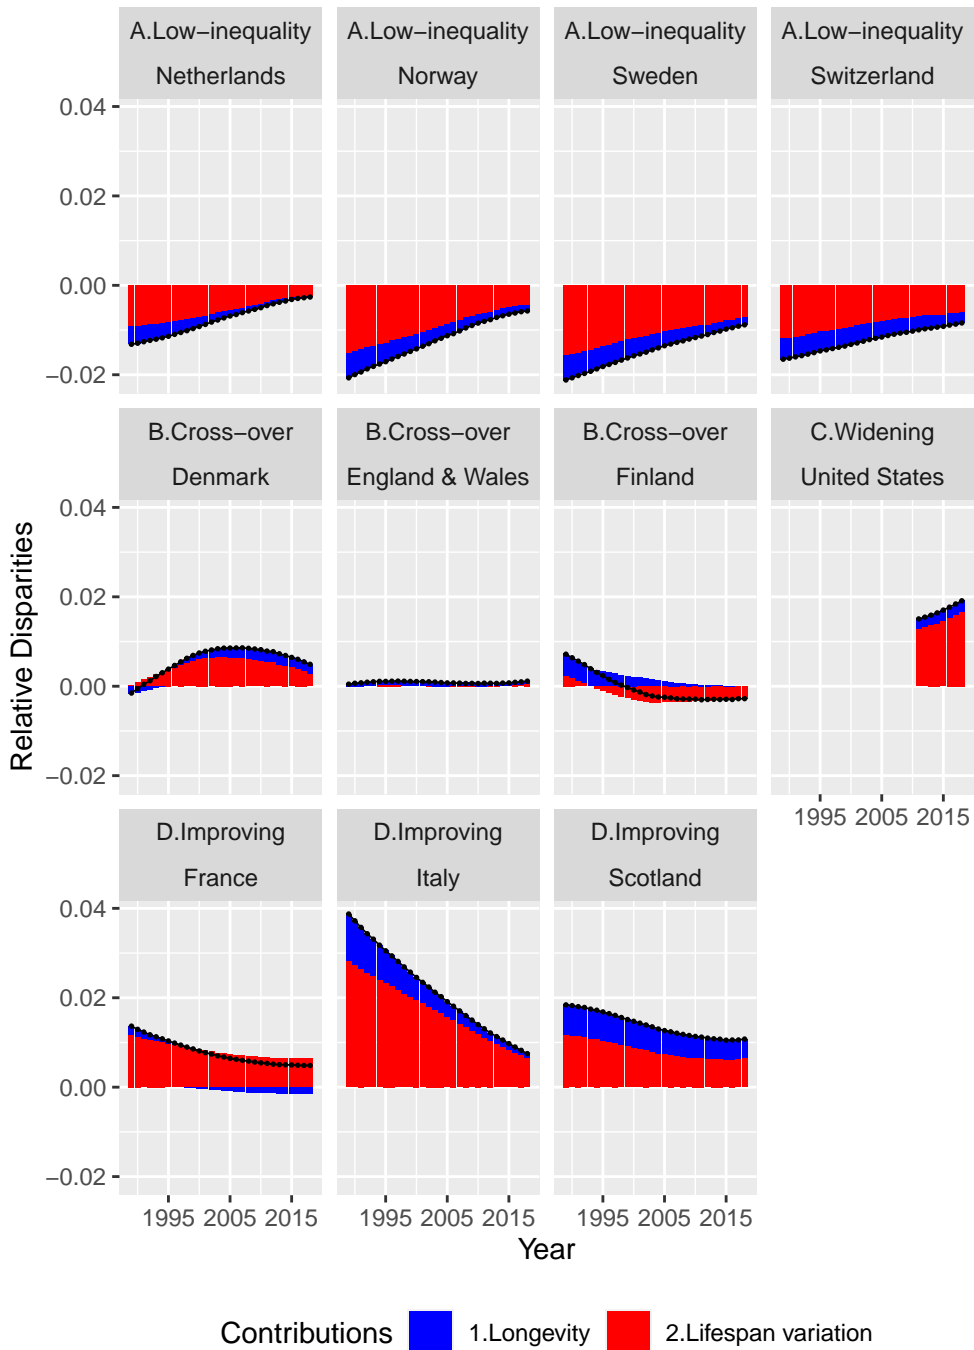 A.Low−inequality A.Low−inequality A.Low−inequality A.Low−inequality
Netherlands Norway Sweden Switzerland
0.04
0.02
0.00
−0.02
B.Cross−over B.Cross−over B.Cross−over C.Widening
Denmark England & Wales Finland United States
0.04
0.02
0.00
−0.02
1995 2005 2015
Relative Disparities
D.Improving D.Improving D.Improving
France Italy Scotland
0.04
0.02
0.00
−0.02
1995 2005 2015 1995 2005 2015 1995 2005 2015
Year
Contributions 1.Longevity 2.Lifespan variation